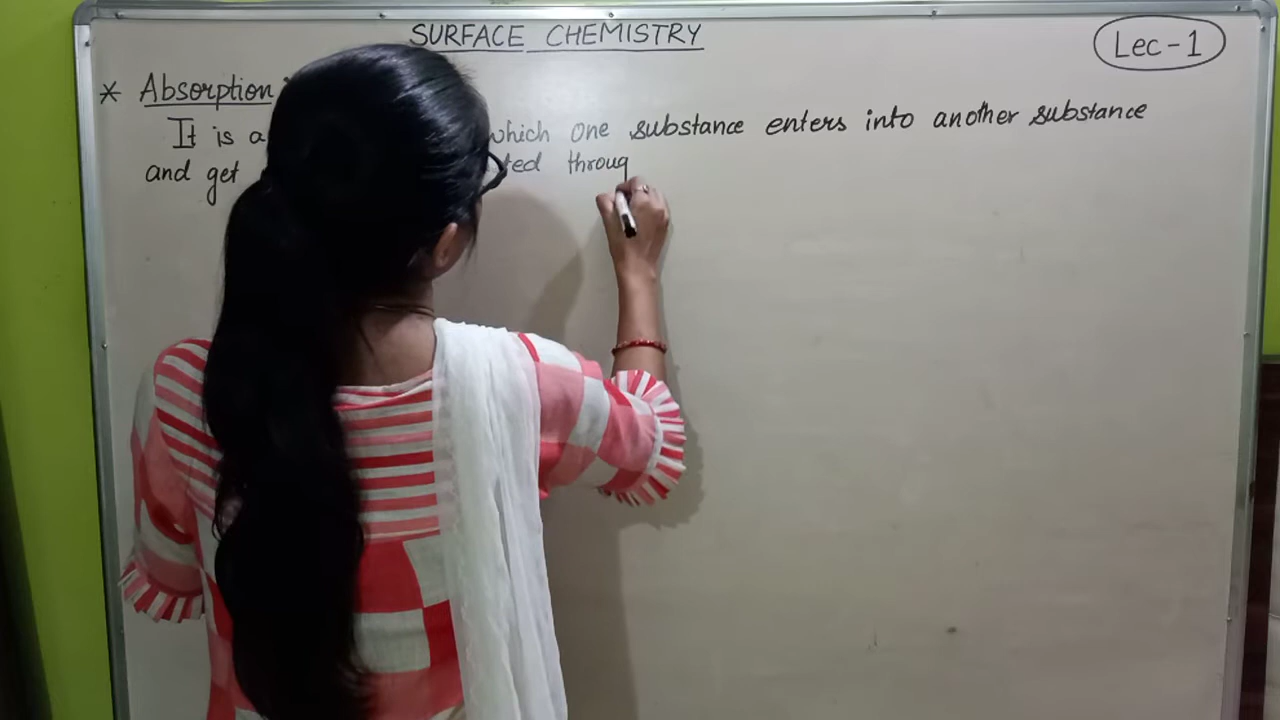 SURFACE CHEMISTRY
Lec-1
* Absorption
It is a which one substance enters into another substance
and get ted throug